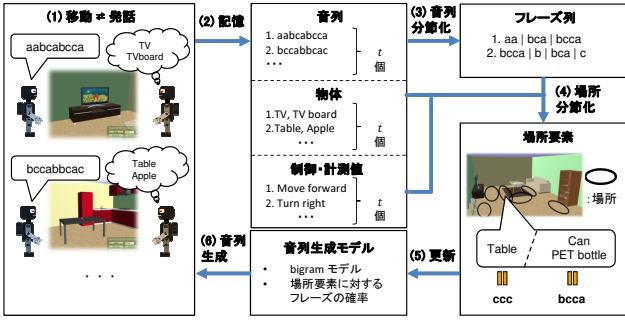 (1) 移動 ⇌ 発話
aabcabcca
TV
TVboard
bccabbcac
Table
Apple
. . .
(2) 記憶
音列
1. aabcabcca
2. bccabbcac
・・・
t
個
物体
1.TV, TV board
2.Table, Apple
・・・
t
個
制御・計測値
1. Move forward
2. Turn right
・・・
t
個
(3) 音列
分節化
フレーズ列
1. aa | bca | bcca
2. bcca | b | bca | c
(4) 場所
分節化
場所要素
: 場所
Table
Can
PET bottle
ccc
bcca
(5) 更新
音列生成モデル
• bigram モデル
• 場所要素に対する
フレーズの確率
(6) 音列
生成